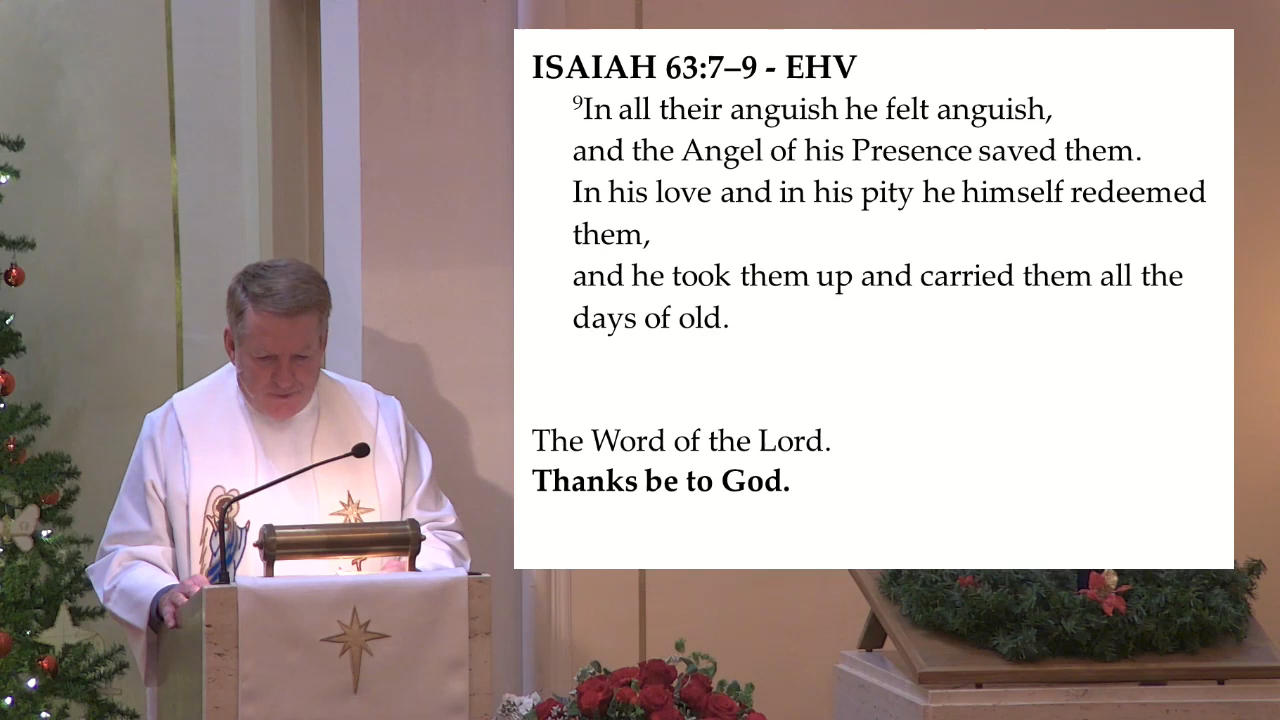 ISAIAH 63:7–9 - EHV
⁹In all their anguish he felt anguish,
and the Angel of his Presence saved them.
In his love and in his pity he himself redeemed
them,
and he took them up and carried them all the
days of old.
The Word of the Lord.
Thanks be to God.